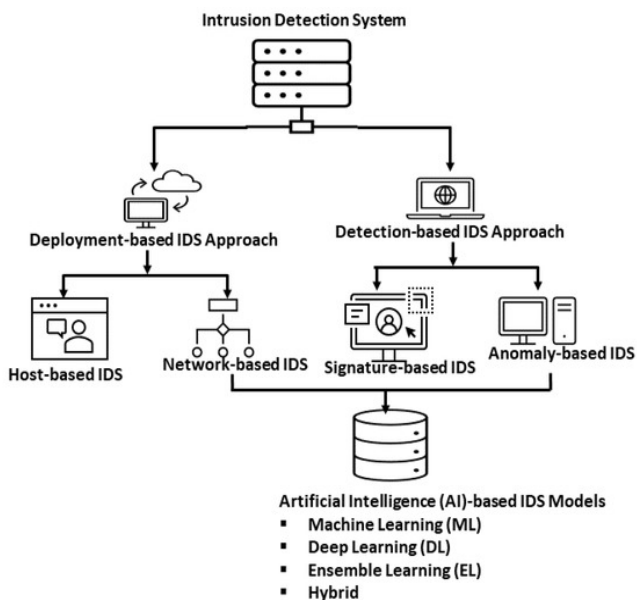 Intrusion Detection System
Deployment-based IDS Approach
Detection-based IDS Approach
Host-based IDS
Network-based IDS
Signature-based IDS
Anomaly-based IDS
Artificial Intelligence (AI)-based IDS Models
▪ Machine Learning (ML)
▪ Deep Learning (DL)
▪ Ensemble Learning (EL)
▪ Hybrid